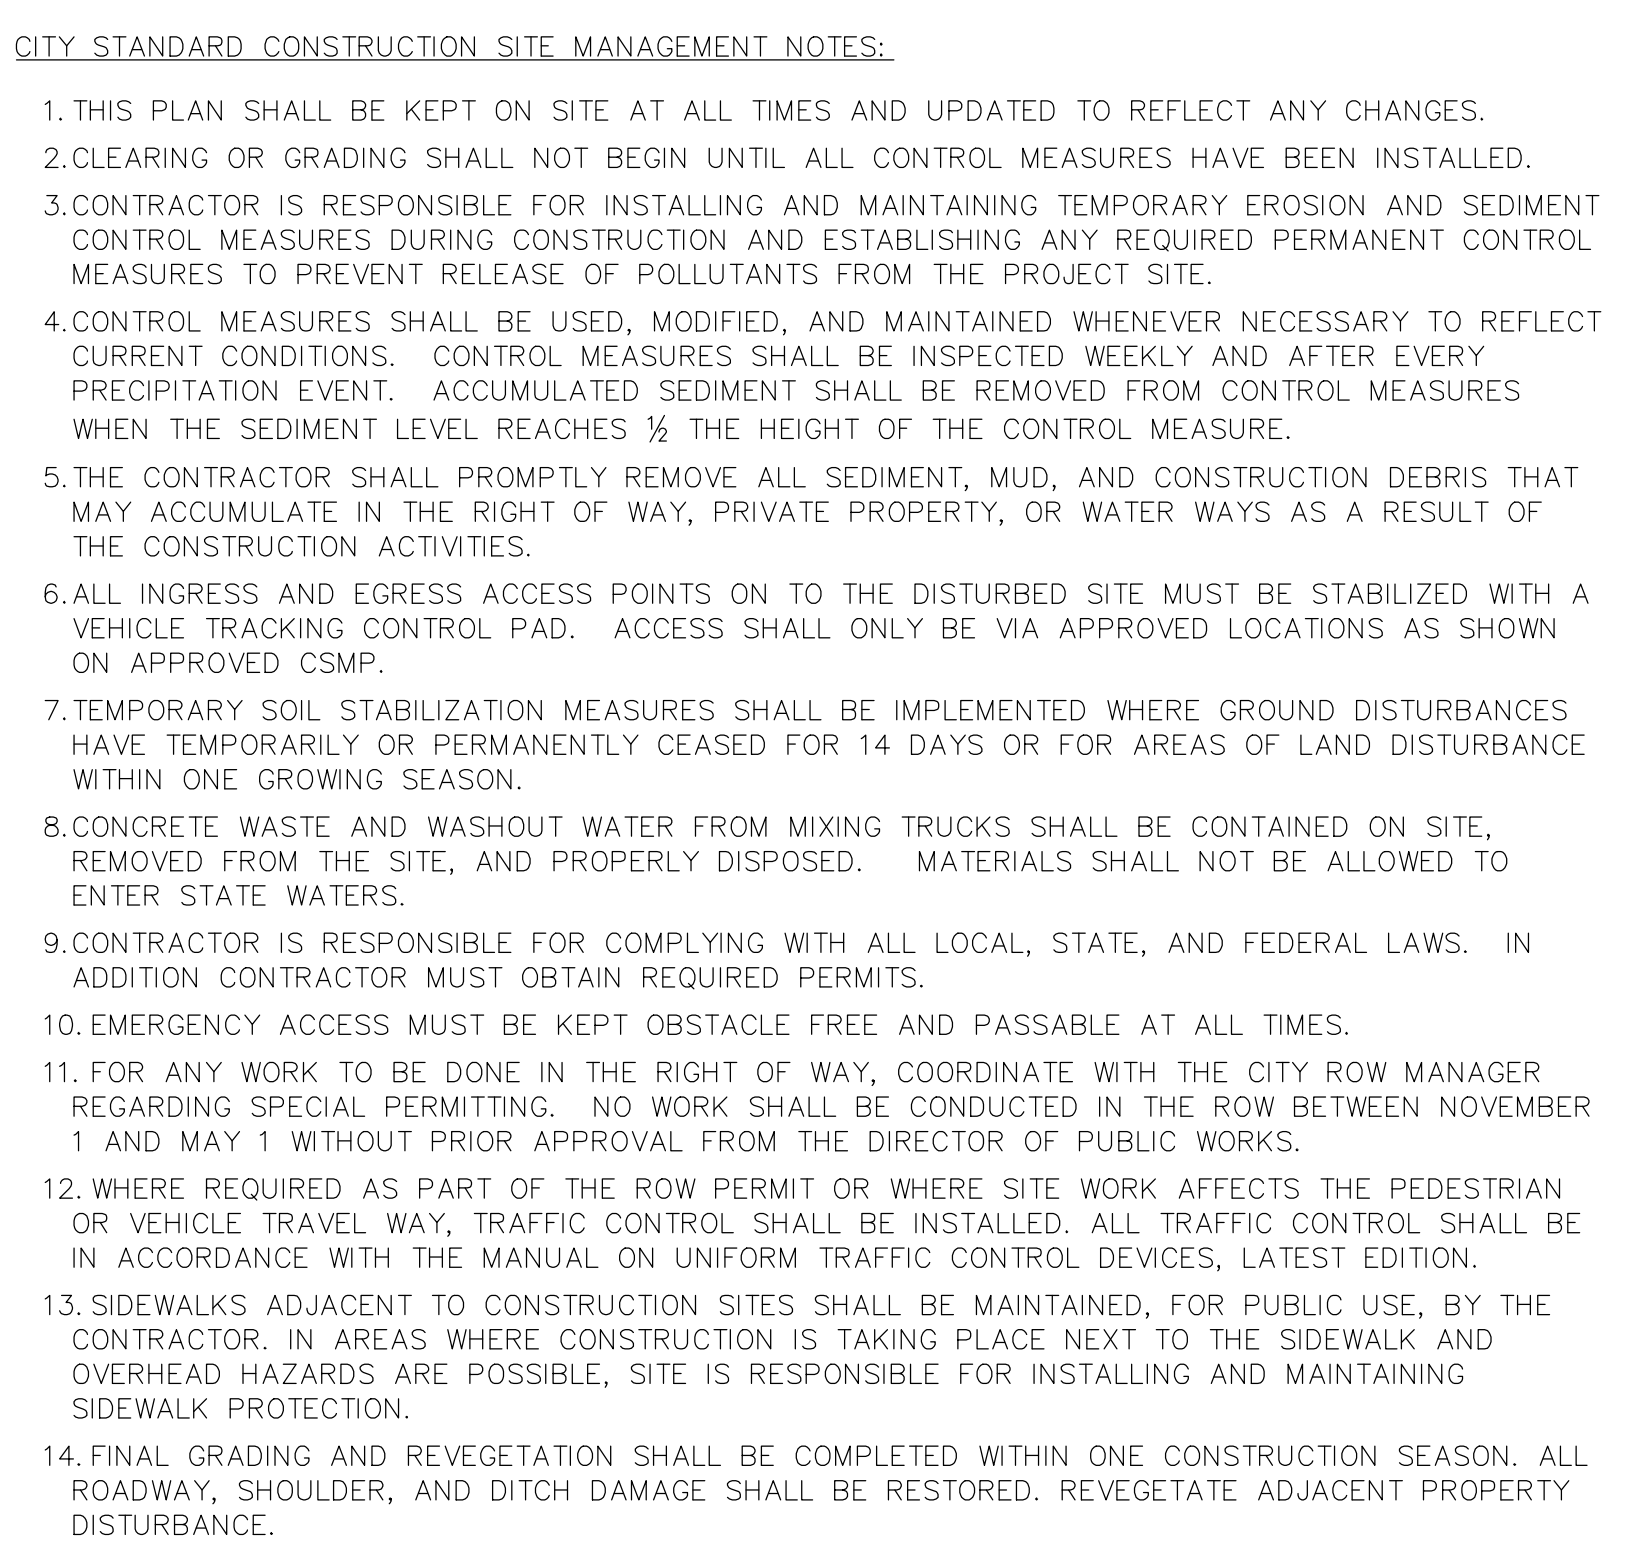 CITY STANDARD CONSTRUCTION SITE MANAGEMENT NOTES:
1. THIS PLAN SHALL BE KEPT ON SITE AT ALL TIMES AND UPDATED TO REFLECT ANY CHANGES.
2. CLEARING OR GRADING SHALL NOT BEGIN UNTIL ALL CONTROL MEASURES HAVE BEEN INSTALLED.
3. CONTRACTOR IS RESPONSIBLE FOR INSTALLING AND MAINTAINING TEMPORARY EROSION AND SEDIMENT
CONTROL MEASURES DURING CONSTRUCTION AND ESTABLISHING ANY REQUIRED PERMANENT CONTROL
MEASURES TO PREVENT RELEASE OF POLLUTANTS FROM THE PROJECT SITE.
4. CONTROL MEASURES SHALL BE USED, MODIFIED, AND MAINTAINED WHENEVER NECESSARY TO REFLECT
CURRENT CONDITIONS. CONTROL MEASURES SHALL BE INSPECTED WEEKLY AND AFTER EVERY
PRECIPITATION EVENT. ACCUMULATED SEDIMENT SHALL BE REMOVED FROM CONTROL MEASURES
WHEN THE SEDIMENT LEVEL REACHES ½ THE HEIGHT OF THE CONTROL MEASURE.
5. THE CONTRACTOR SHALL PROMPTLY REMOVE ALL SEDIMENT, MUD, AND CONSTRUCTION DEBRIS THAT
MAY ACCUMULATE IN THE RIGHT OF WAY, PRIVATE PROPERTY, OR WATER WAYS AS A RESULT OF
THE CONSTRUCTION ACTIVITIES.
6. ALL INGRESS AND EGRESS ACCESS POINTS ON TO THE DISTURBED SITE MUST BE STABILIZED WITH A
VEHICLE TRACKING CONTROL PAD. ACCESS SHALL ONLY BE VIA APPROVED LOCATIONS AS SHOWN
ON APPROVED CSMP.
7. TEMPORARY SOIL STABILIZATION MEASURES SHALL BE IMPLEMENTED WHERE GROUND DISTURBANCES
HAVE TEMPORARILY OR PERMANENTLY CEASED FOR 14 DAYS OR FOR AREAS OF LAND DISTURBANCE
WITHIN ONE GROWING SEASON.
8. CONCRETE WASTE AND WASHOUT WATER FROM MIXING TRUCKS SHALL BE CONTAINED ON SITE,
REMOVED FROM THE SITE, AND PROPERLY DISPOSED. MATERIALS SHALL NOT BE ALLOWED TO
ENTER STATE WATERS.
9. CONTRACTOR IS RESPONSIBLE FOR COMPLYING WITH ALL LOCAL, STATE, AND FEDERAL LAWS. IN
ADDITION CONTRACTOR MUST OBTAIN REQUIRED PERMITS.
10. EMERGENCY ACCESS MUST BE KEPT OBSTACLE FREE AND PASSABLE AT ALL TIMES.
11. FOR ANY WORK TO BE DONE IN THE RIGHT OF WAY, COORDINATE WITH THE CITY ROW MANAGER
REGARDING SPECIAL PERMITTING. NO WORK SHALL BE CONDUCTED IN THE ROW BETWEEN NOVEMBER
1 AND MAY 1 WITHOUT PRIOR APPROVAL FROM THE DIRECTOR OF PUBLIC WORKS.
12. WHERE REQUIRED AS PART OF THE ROW PERMIT OR WHERE SITE WORK AFFECTS THE PEDESTRIAN
OR VEHICLE TRAVEL WAY, TRAFFIC CONTROL SHALL BE INSTALLED. ALL TRAFFIC CONTROL SHALL BE
IN ACCORDANCE WITH THE MANUAL ON UNIFORM TRAFFIC CONTROL DEVICES, LATEST EDITION.
13. SIDEWALKS ADJACENT TO CONSTRUCTION SITES SHALL BE MAINTAINED, FOR PUBLIC USE, BY THE
CONTRACTOR. IN AREAS WHERE CONSTRUCTION IS TAKING PLACE NEXT TO THE SIDEWALK AND
OVERHEAD HAZARDS ARE POSSIBLE, SITE IS RESPONSIBLE FOR INSTALLING AND MAINTAINING
SIDEWALK PROTECTION.
14. FINAL GRADING AND REVEGETATION SHALL BE COMPLETED WITHIN ONE CONSTRUCTION SEASON. ALL
ROADWAY, SHOULDER, AND DITCH DAMAGE SHALL BE RESTORED. REVEGETATE ADJACENT PROPERTY
DISTURBANCE.